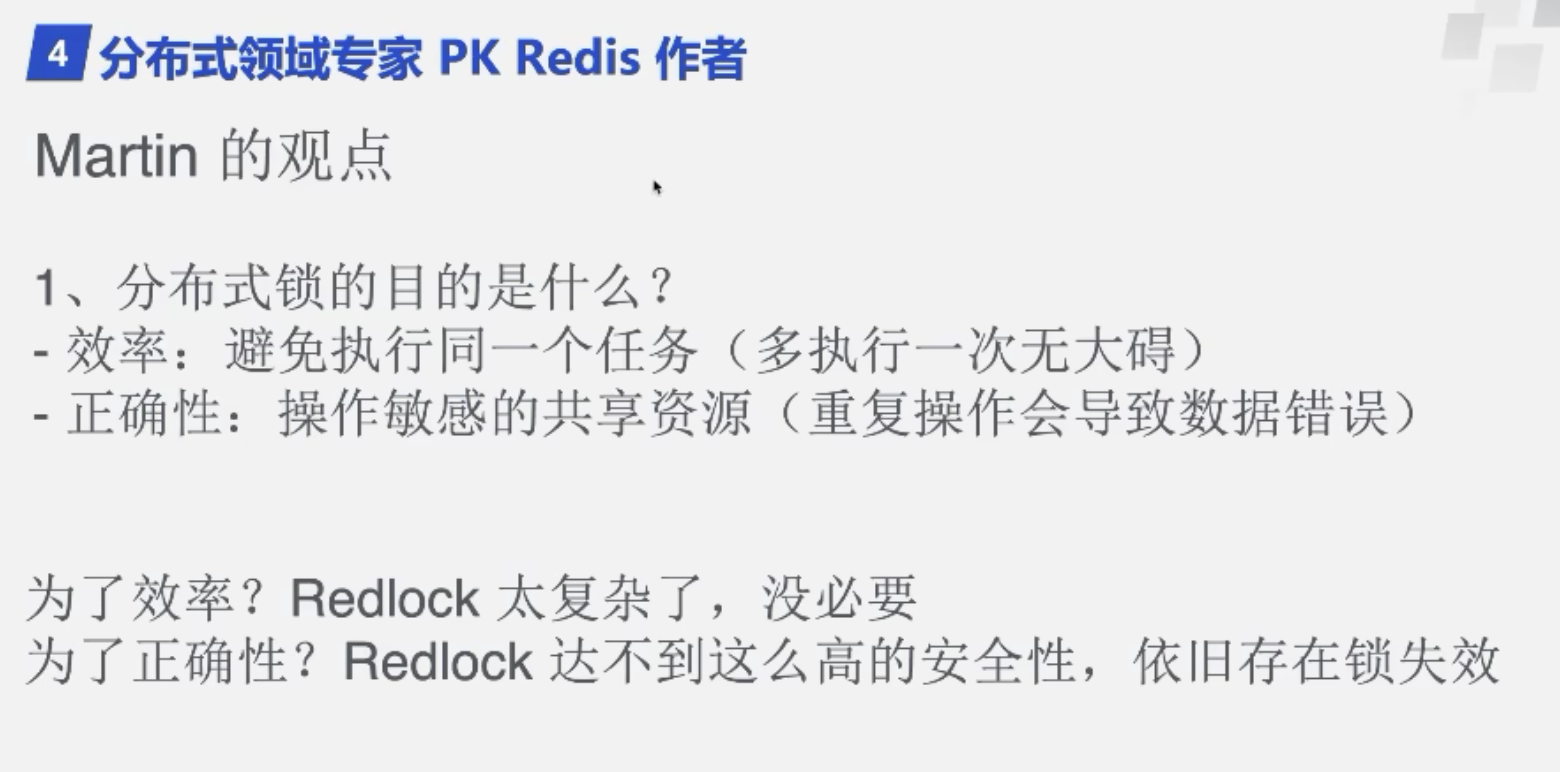 4 分布式领域专家 PK Redis 作者
Martin 的观点
1、分布式锁的目的是什么？
- 效率：避免执行同一个任务（多执行一次无大碍）
- 正确性：操作敏感的共享资源（重复操作会导致数据错误）
为了效率？Redlock 太复杂了，没必要
为了正确性？Redlock 达不到这么高的安全性，依旧存在锁失效